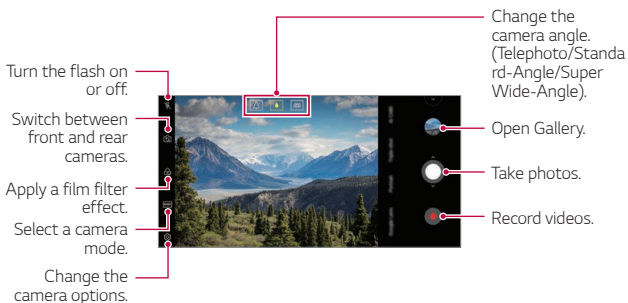 Turn the flash on
or off.
Switch between
front and rear
cameras.
Apply a film filter
effect.
Select a camera
mode.
Change the
camera options.
Change the
camera angle.
(Telephoto/Standa
rd-Angle/Super
Wide-Angle).
Open Gallery.
Take photos.
Record videos.